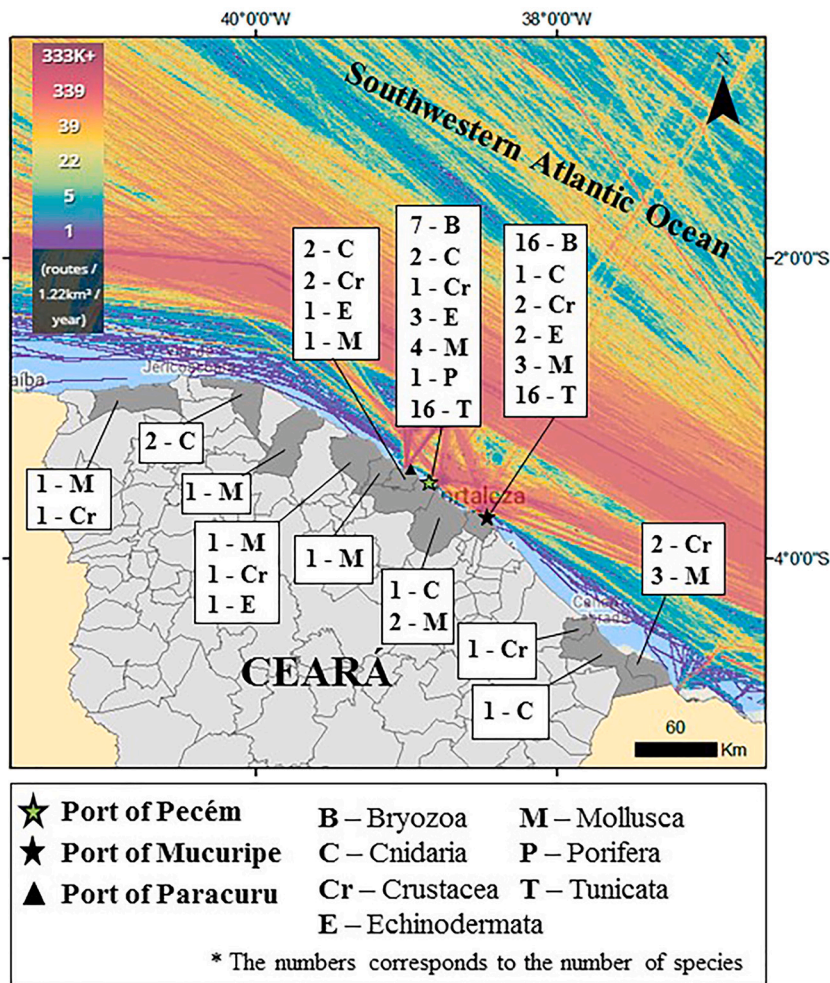 40°0'0"W
38°0'0"W
333K+
339
39
22
5
1
(routes /
1.22km² /
year)
N
Southwestern Atlantic Ocean
2°0'0"S
4°0'0"S
2 - C
2 - Cr
1 - E
1 - M
7 - B
2 - C
1 - Cr
3 - E
4 - M
1 - P
16 - T
16 - B
1 - C
2 - Cr
2 - E
3 - M
16 - T
Jericoacoara
aíba
ortaleza
1 - M
1 - Cr
2 - C
1 - M
1 - M
1 - Cr
1 - E
1 - M
1 - C
2 - M
2 - Cr
3 - M
1 - Cr
1 - C
CEARÁ
60
Km
Port of Pecém
Port of Mucuripe
Port of Paracuru
B – Bryozoa
C – Cnidaria
Cr – Crustacea
E – Echinodermata
M – Mollusca
P – Porifera
T – Tunicata
* The numbers corresponds to the number of species